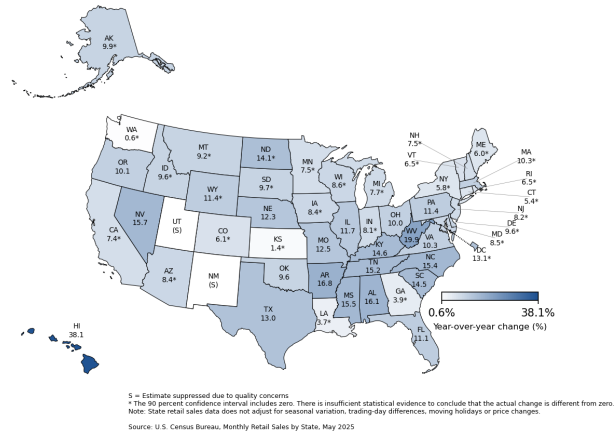 AK
9.9*
WA
0.6*
MT
9.2*
ND
14.1*
MN
7.5*
NH
7.5*
ME
6.0*
MA
10.3*
VT
6.5*
OR
10.1
ID
9.6*
SD
9.7*
WI
8.6*
MI
7.7*
NY
5.8*
RI
6.5*
WY
11.4*
CT
5.4*
NE
12.3
IA
8.4*
PA
11.4
NJ
8.2*
OH
10.0
IL
11.7
IN
8.1*
DE
9.6*
NV
15.7
UT
(S)
CO
6.1*
KS
1.4*
MO
12.5
WV
19.9
VA
10.3
MD
8.5*
CA
7.4*
KY
14.6
DC
13.1*
NC
15.4
TN
15.2
AZ
8.4*
NM
(S)
OK
9.6
AR
16.8
SC
14.5
MS
15.5
AL
16.1
GA
3.9*
TX
13.0
LA
3.7*
FL
11.1
HI
38.1
0.6% 38.1%
Year-over-year change (%)
S = Estimate suppressed due to quality concerns
* The 90 percent confidence interval includes zero. There is insufficient statistical evidence to conclude that the actual change is different from zero.
Note: State retail sales data does not adjust for seasonal variation, trading-day differences, moving holidays or price changes.
Source: U.S. Census Bureau, Monthly Retail Sales by State, May 2025